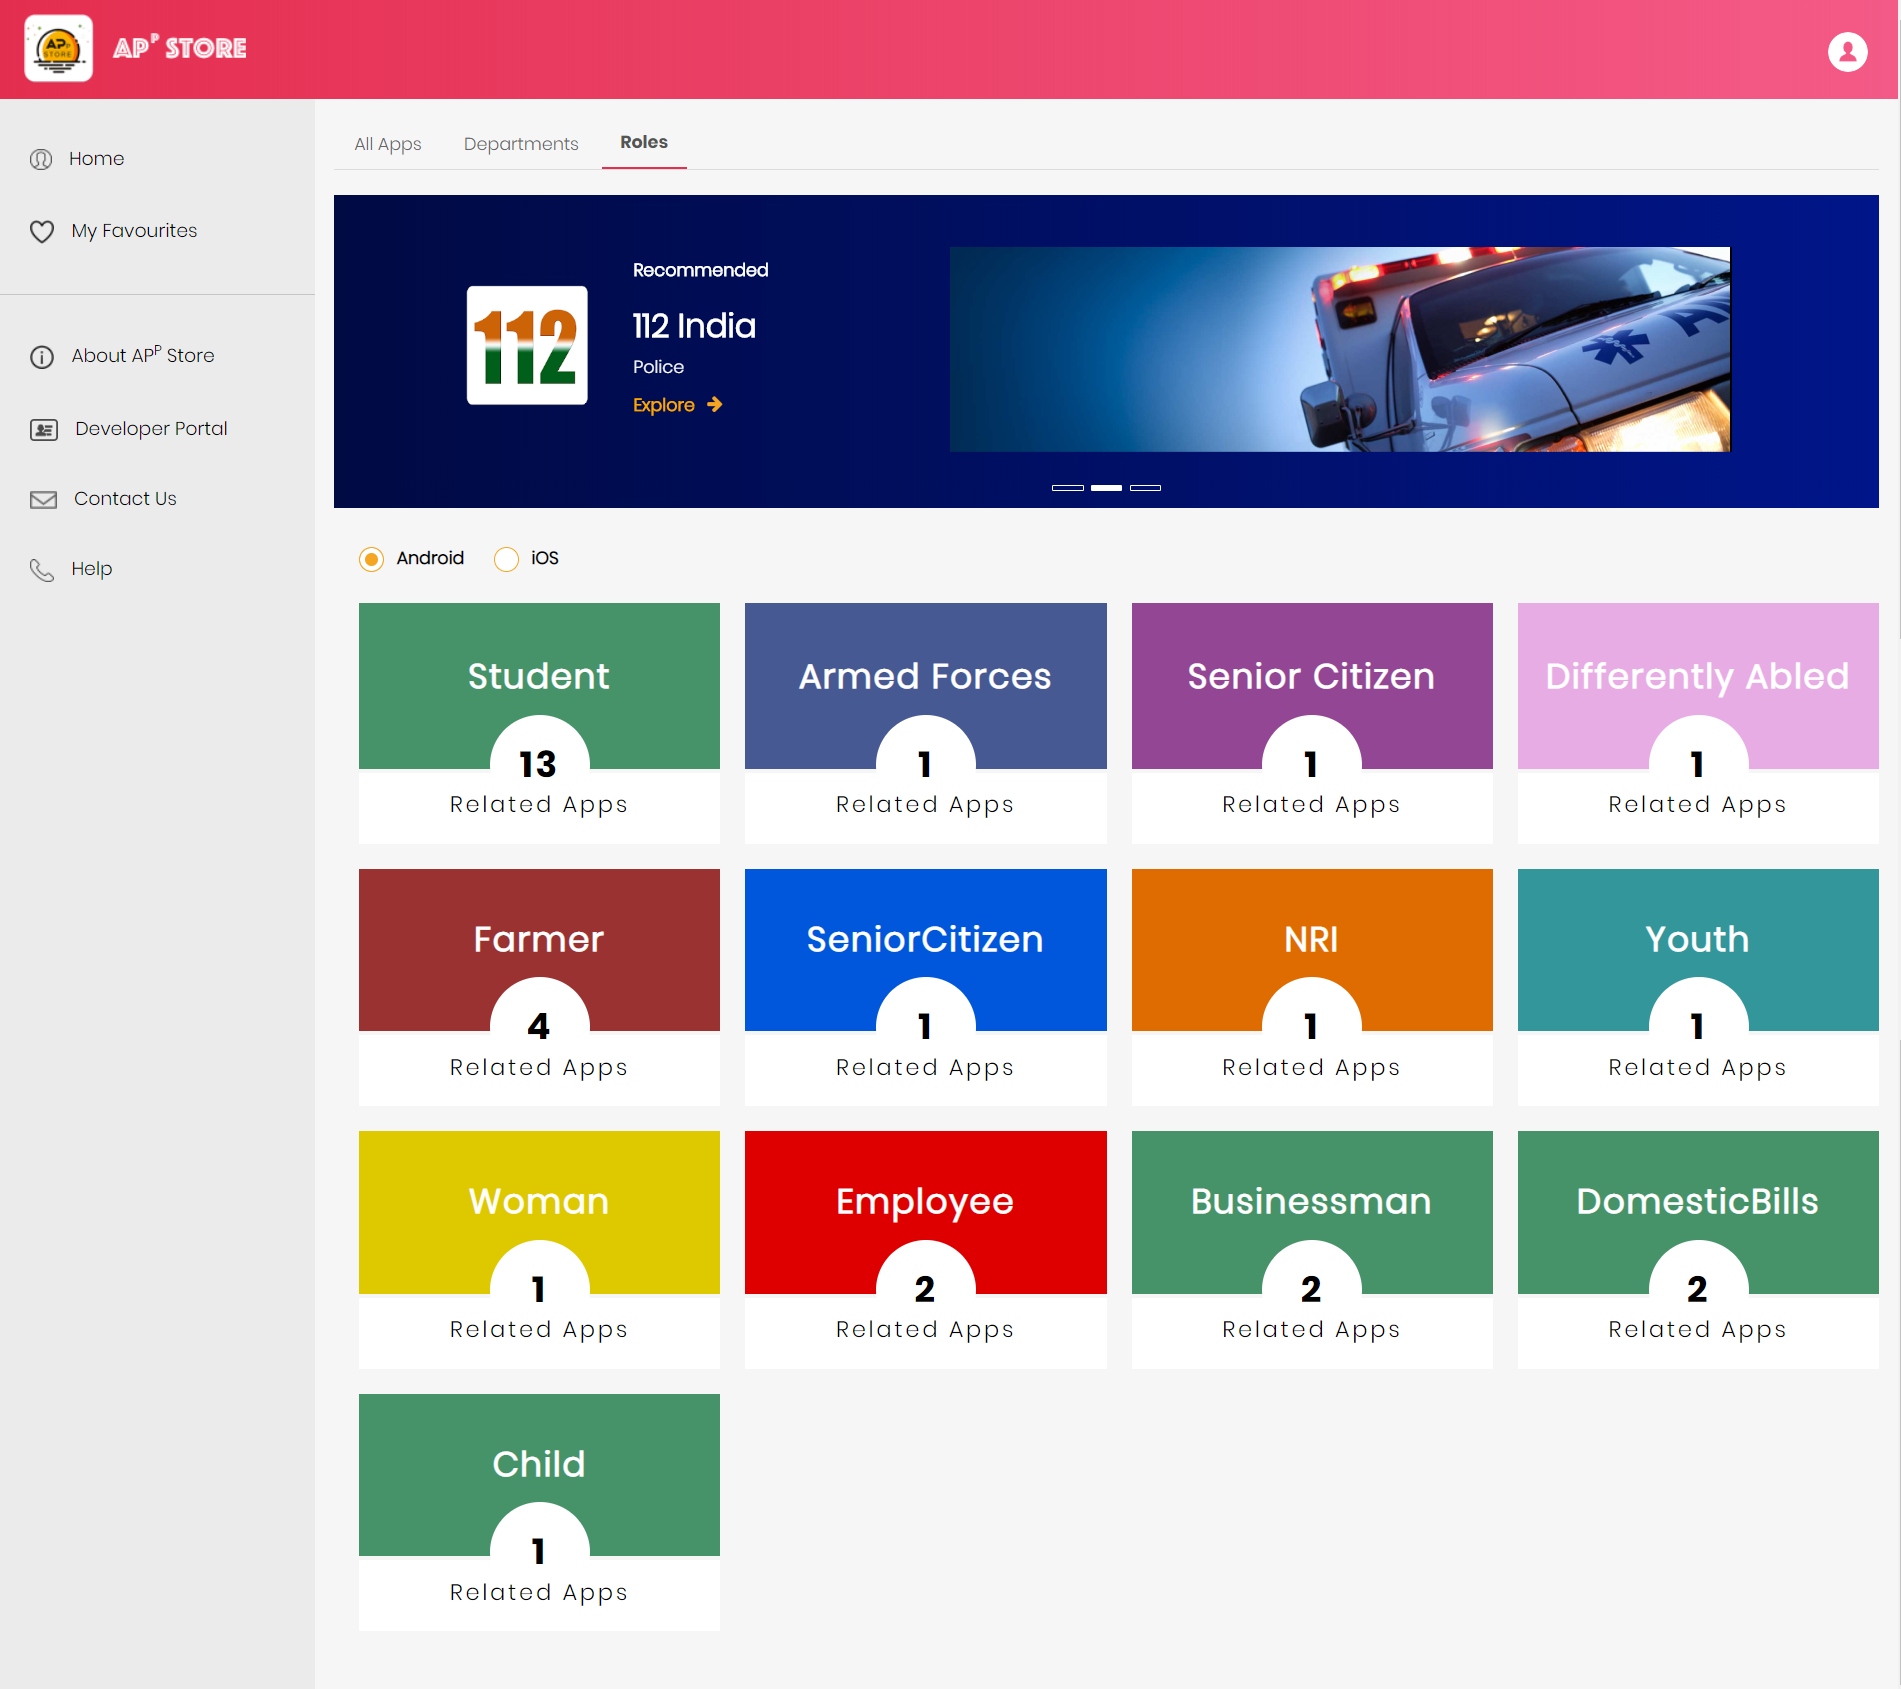 AP
STORE
APᴾ STORE
Home
My Favourites
About APᴾ Store
Developer Portal
Contact Us
Help
All Apps Departments Roles
112
Recommended
112 India
Police
Explore
Android iOS
Student Armed Forces Senior Citizen Differently Abled
13 1 1 1
Related Apps Related Apps Related Apps Related Apps
Farmer SeniorCitizen NRI Youth
4 1 1 1
Related Apps Related Apps Related Apps Related Apps
Woman Employee Businessman DomesticBills
1 2 2 2
Related Apps Related Apps Related Apps Related Apps
Child
1
Related Apps